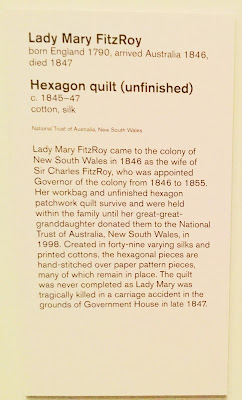 Lady Mary FitzRoy
born England 1790, arrived Australia 1846,
died 1847
Hexagon quilt (unfinished)
c. 1845–47
cotton, silk
National Trust of Australia, New South Wales
Lady Mary FitzRoy came to the colony of
New South Wales in 1846 as the wife of
Sir Charles FitzRoy, who was appointed
Governor of the colony from 1846 to 1855.
Her workbag and unfinished hexagon
patchwork quilt survive and were held
within the family until her great-great-
granddaughter donated them to the National
Trust of Australia, New South Wales, in
1998. Created in forty-nine varying silks and
printed cottons, the hexagonal pieces are
hand-stitched over paper pattern pieces,
many of which remain in place. The quilt
was never completed as Lady Mary was
tragically killed in a carriage accident in the
grounds of Government House in late 1847.